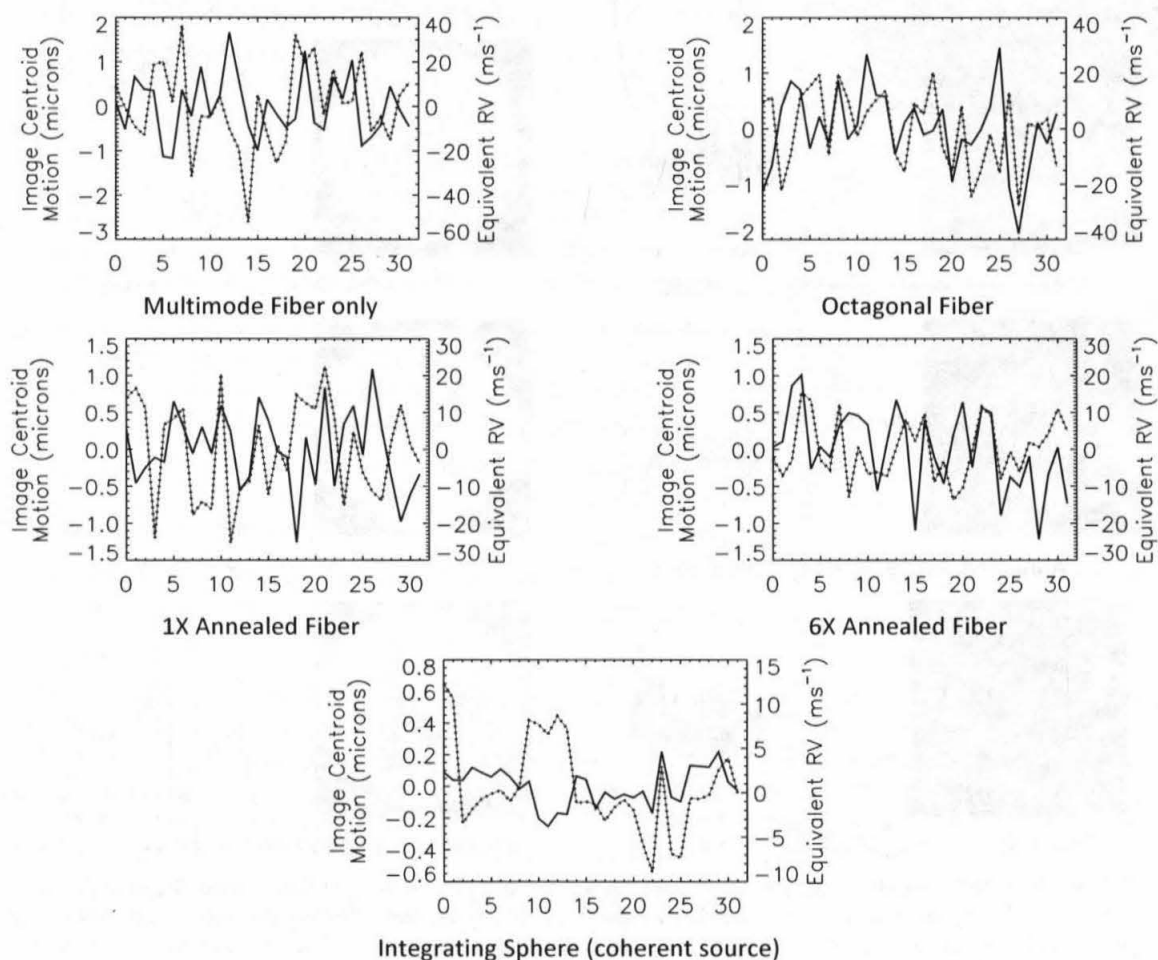 Image Centroid
Motion (microns)
2
1
0
−1
−2
−3
0 5 10 15 20 25 30
40
20
0
−20
−40
−60
Equivalent RV (ms−1)
Multimode Fiber only
Image Centroid
Motion (microns)
2
1
0
−1
−2
0 5 10 15 20 25 30
40
20
0
−20
−40
Equivalent RV (ms−1)
Octagonal Fiber
Image Centroid
Motion (microns)
1.5
1.0
0.5
0.0
−0.5
−1.0
−1.5
0 5 10 15 20 25 30
30
20
10
0
−10
−20
−30
Equivalent RV (ms−1)
1X Annealed Fiber
Image Centroid
Motion (microns)
1.5
1.0
0.5
0.0
−0.5
−1.0
−1.5
0 5 10 15 20 25 30
30
20
10
0
−10
−20
−30
Equivalent RV (ms−1)
6X Annealed Fiber
Image Centroid
Motion (microns)
0.8
0.6
0.4
0.2
0.0
−0.2
−0.4
−0.6
0 5 10 15 20 25 30
15
10
5
0
−5
−10
Equivalent RV (ms−1)
Integrating Sphere (coherent source)